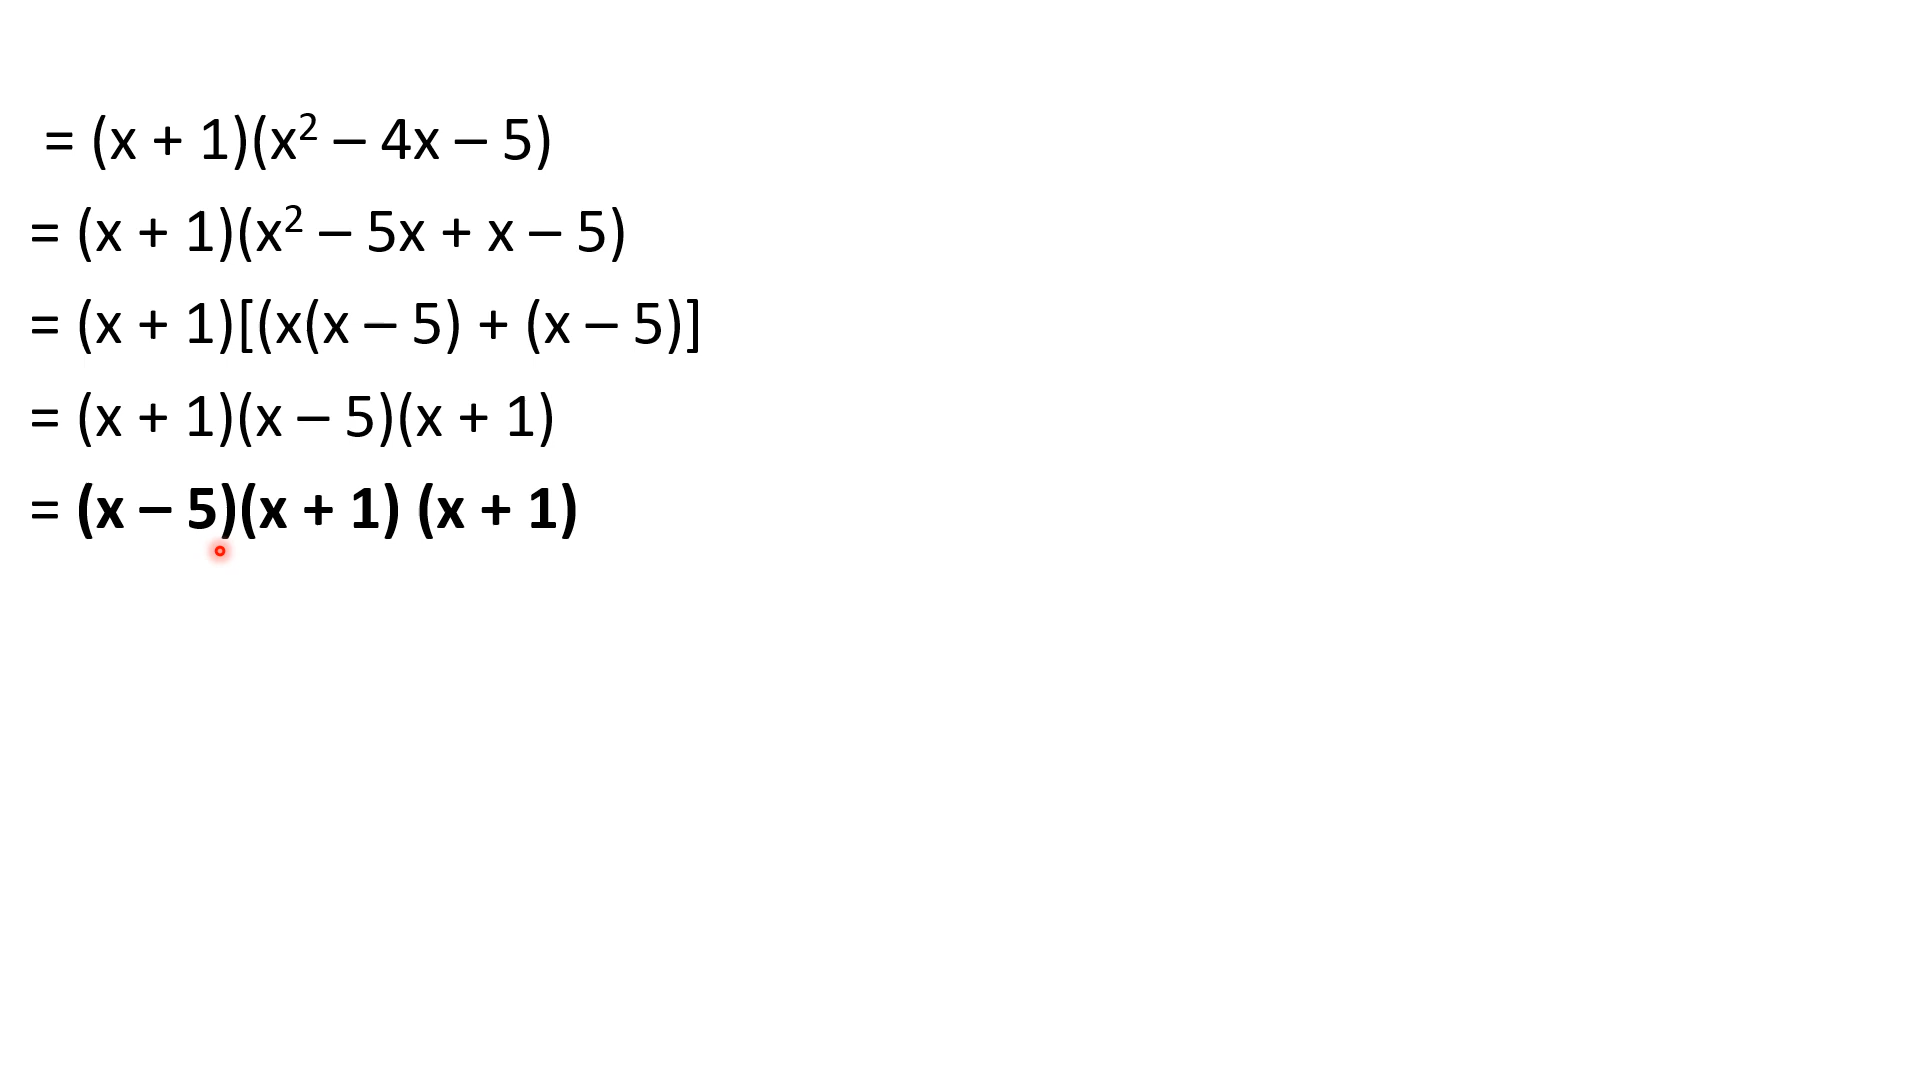 = (x + 1)(x² – 4x – 5)
= (x + 1)(x² – 5x + x – 5)
= (x + 1)[(x(x – 5) + (x – 5)]
= (x + 1)(x – 5)(x + 1)
= (x – 5)(x + 1) (x + 1)